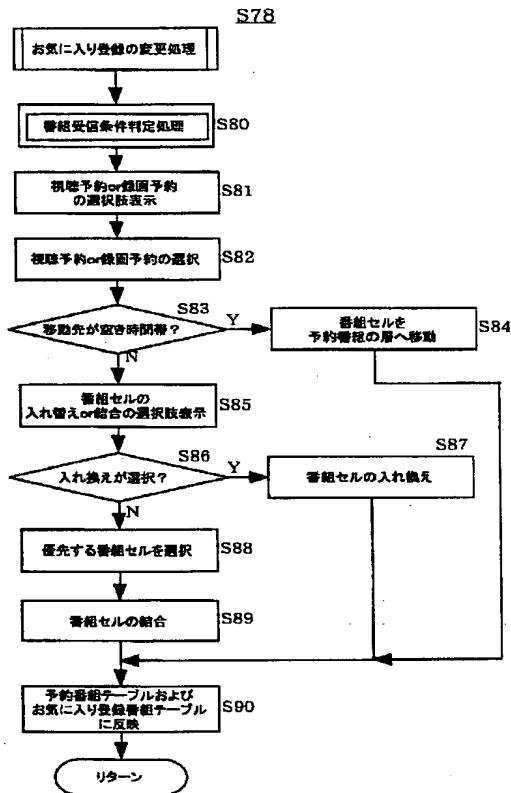 S78
お気に入り登録の変更処理
番組受信条件判定処理
S80
視聴予約or録画予約
の選択肢表示
S81
視聴予約or録画予約の選択
S82
S83
移動先が空き時間帯?
Y
N
番組セルを
予約番組の層へ移動
S84
番組セルの
入れ替えor結合の選択肢表示
S85
S86
入れ換えが選択?
Y
N
S87
番組セルの入れ換え
優先する番組セルを選択
S88
番組セルの結合
S89
予約番組テーブルおよび
お気に入り登録番組テーブル
に反映
S90
リターン